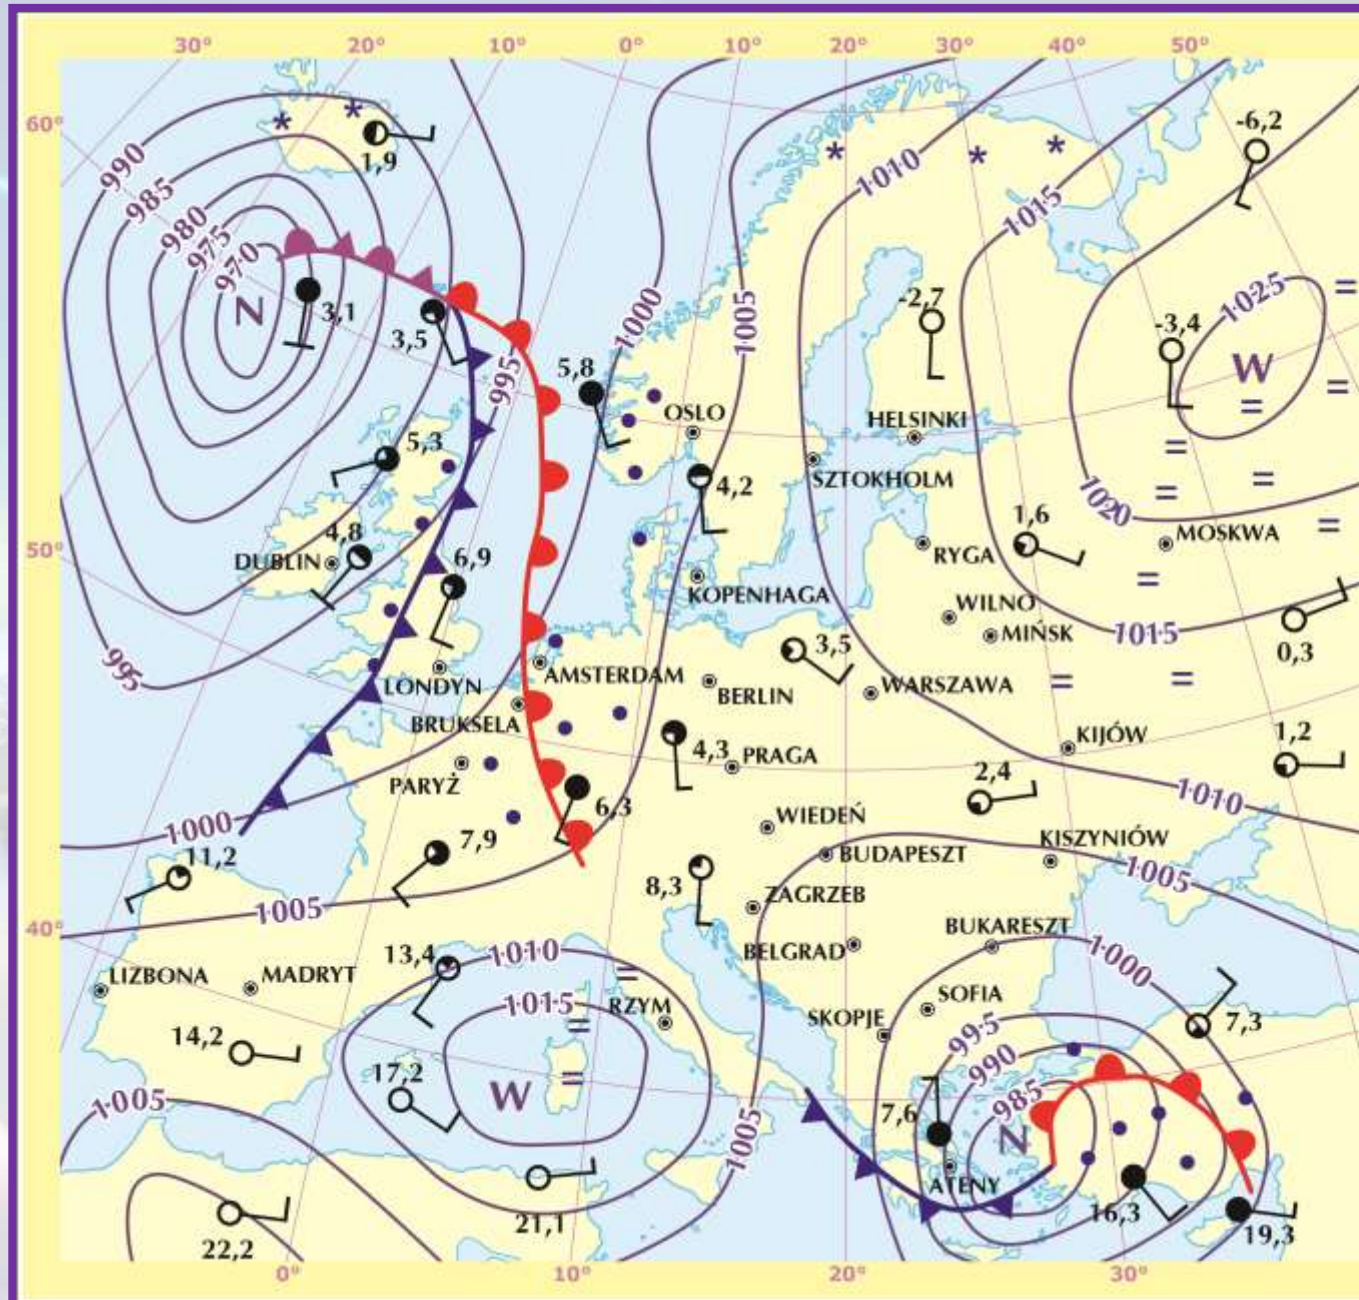 30° 20° 10° 0° 10° 20° 30° 40° 50°
60°
-6,2
1,9
990
985
980
975
970
N
3,1
3,5
1010
1015
1025
-3,4
W
-2,7
1000
1005
995
5,8
OSLO
HELSINKI
5,3
4,2
SZTOKHOLM
1020
1,6
MOSKWA
50°
4,8
DUBLIN
6,9
RYGA
KOPENHAGA
WILNO
MIŃSK
1015
3,5
0,3
995
LONDYN
AMSTERDAM
BERLIN
WARSZAWA
BRUKSELA
KIJÓW
1,2
4,3
PRAGA
PARYŻ
2,4
1010
6,3
1000
WIEDEŃ
KISZYNIÓW
7,9
11,2
BUDAPESZT
1005
8,3
ZAGRZEB
1005
40°
BUKARESZT
BELGRAD
1000
13,4
1010
LIZBONA
MADRYT
1015
RZYM
SOFIA
SKOPJE
7,3
14,2
995
990
17,2
W
985
1005
7,6
N
1005
ATENY
16,3
19,3
21,1
22,2
0° 10° 20° 30°